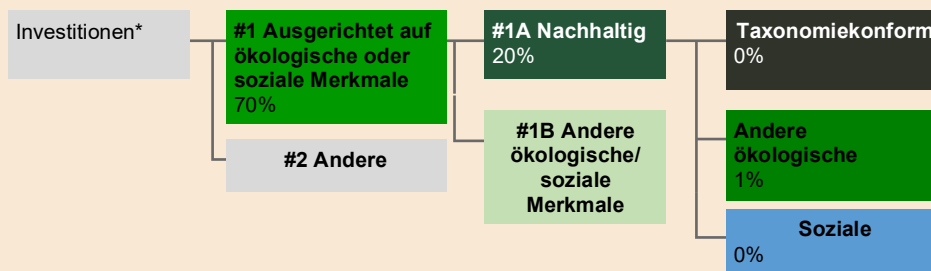 Investitionen*
#1 Ausgerichtet auf
ökologische oder
soziale Merkmale
70%
#2 Andere
#1A Nachhaltig
20%
#1B Andere
ökologische/
soziale
Merkmale
Taxonomiekonform
0%
Andere
ökologische
1%
Soziale
0%